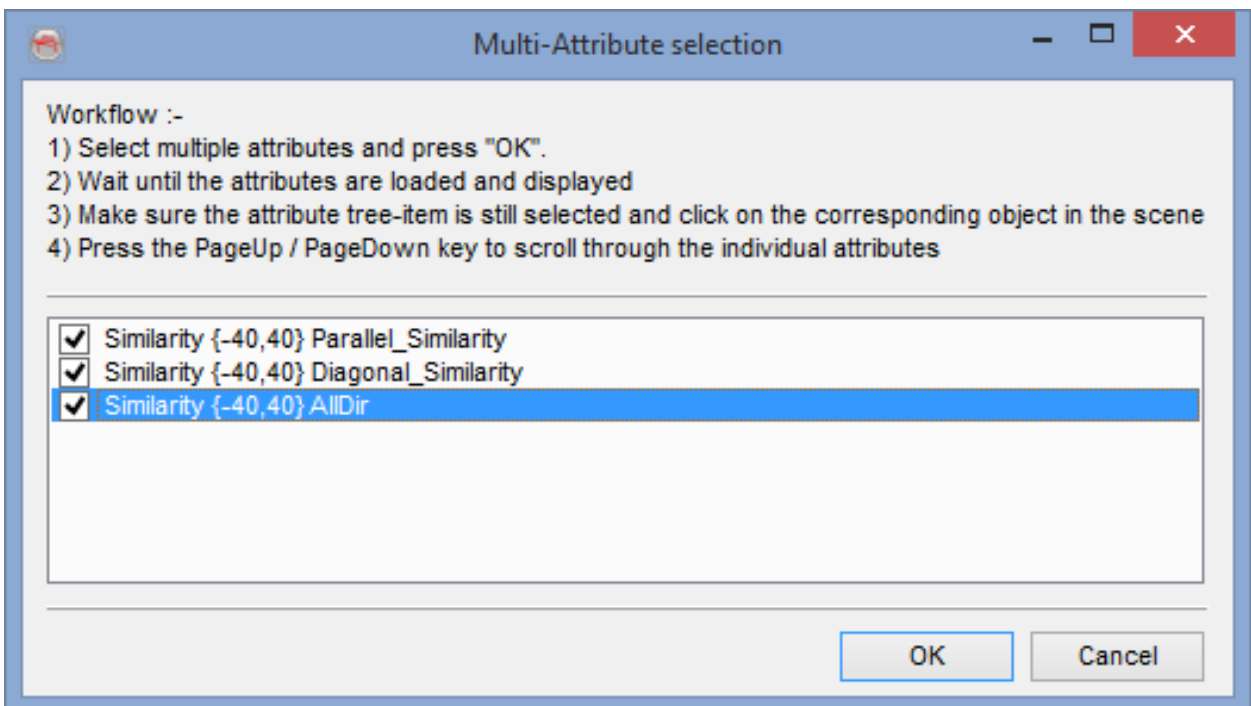 Multi-Attribute selection
Workflow :-
1) Select multiple attributes and press "OK".
2) Wait until the attributes are loaded and displayed
3) Make sure the attribute tree-item is still selected and click on the corresponding object in the scene
4) Press the PageUp / PageDown key to scroll through the individual attributes
Similarity {-40,40} Parallel_Similarity
Similarity {-40,40} Diagonal_Similarity
Similarity {-40,40} AllDir
OK Cancel